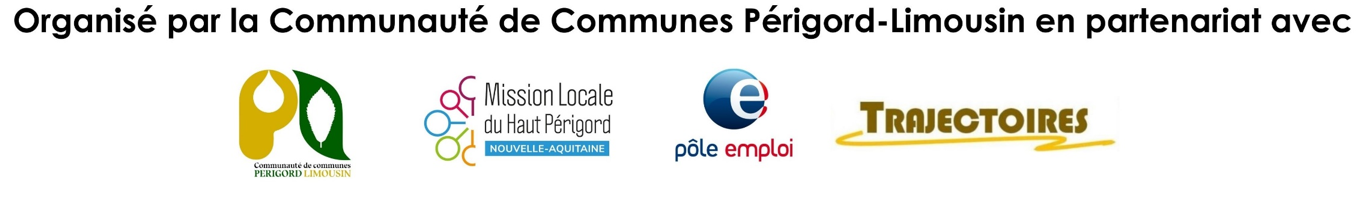 Organisé par la Communauté de Communes Périgord-Limousin en partenariat avec
Communauté de communes
PERIGORD LIMOUSIN
Mission Locale
du Haut Périgord
NOUVELLE-AQUITAINE
e
pôle emploi
TRAJECTOIRES